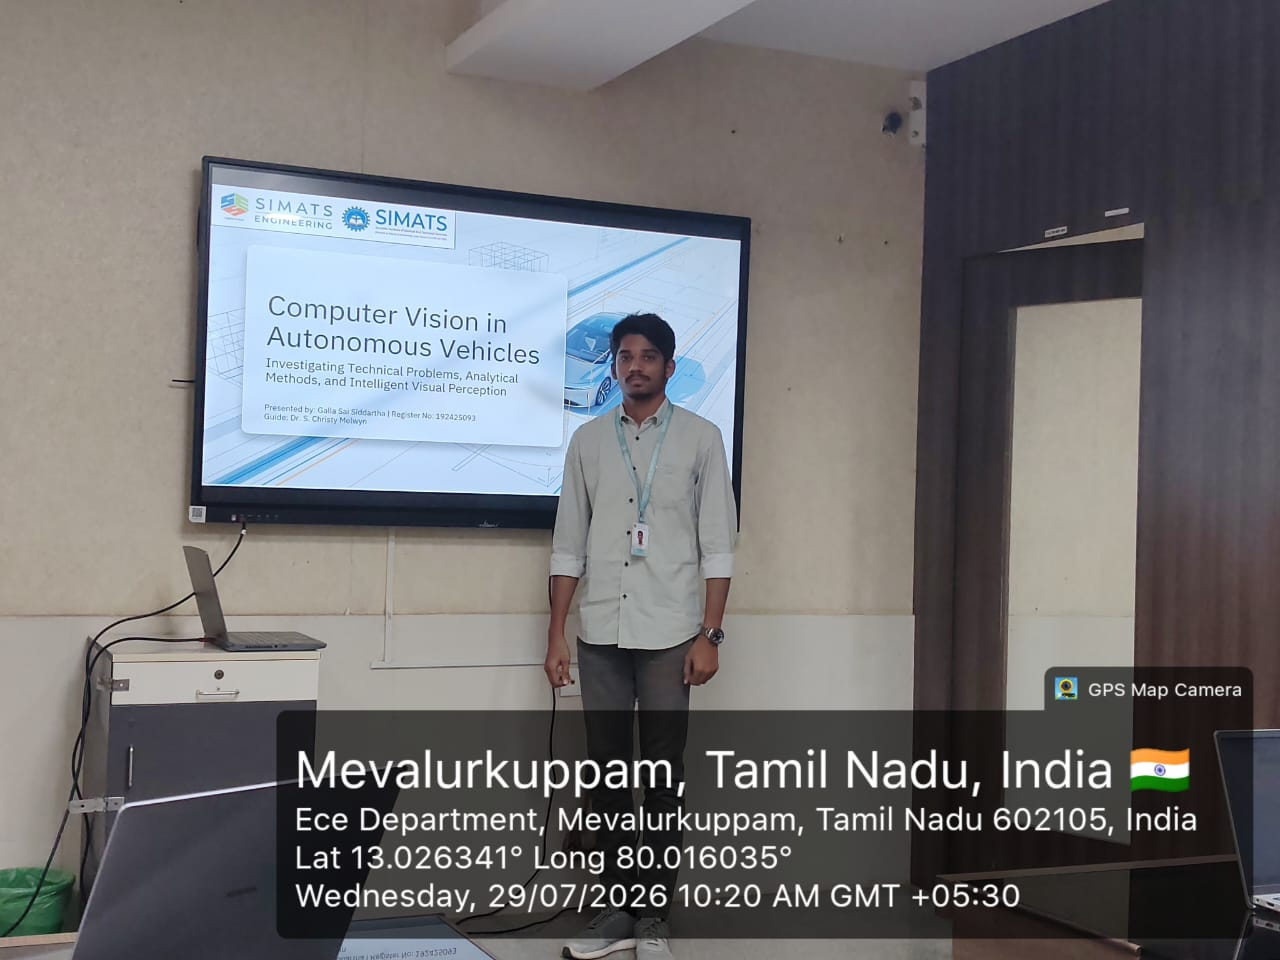 SIMATS
ENGINEERING
SIMATS
Computer Vision in
Autonomous Vehicles
Investigating Technical Problems, Analytical
Methods, and Intelligent Visual Perception
Presented by: Galla Sai Siddartha | Register No: 192425093
Guide: Dr. S. Christy Melwyn
GPS Map Camera
Mevalurkuppam, Tamil Nadu, India
Ece Department, Mevalurkuppam, Tamil Nadu 602105, India
Lat 13.026341° Long 80.016035°
Wednesday, 29/07/2026 10:20 AM GMT +05:30